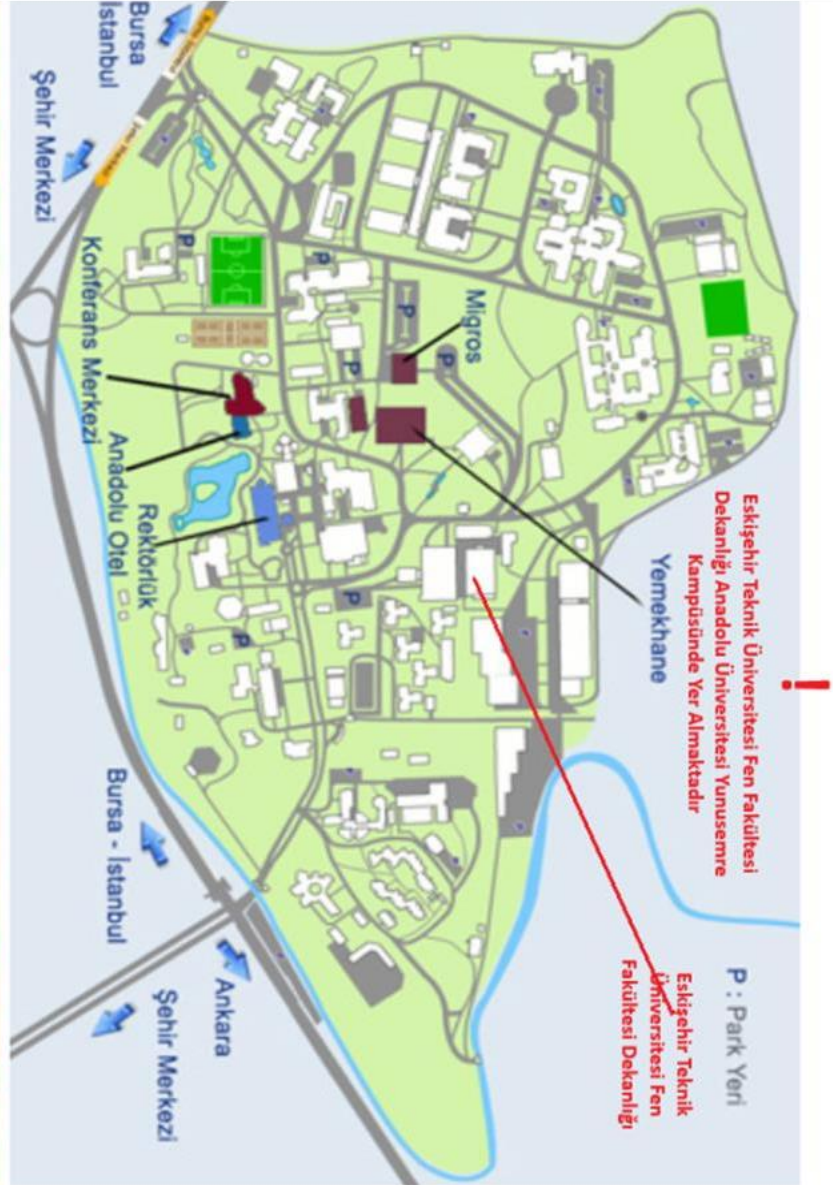 Bursa
İstanbul
Şehir Merkezi
Konferans Merkezi
Anadolu Otel
Rektörlük
Migros
Yemekhane
P
P
P
P
P
P
P
!
Eskişehir Teknik Üniversitesi Fen Fakültesi
Dekanlığı Anadolu Üniversitesi Yunusemre
Kampüsünde Yer Almaktadır
P : Park Yeri
Eskişehir Teknik
Üniversitesi Fen
Fakültesi Dekanlığı
Bursa - İstanbul
Ankara
Şehir Merkezi